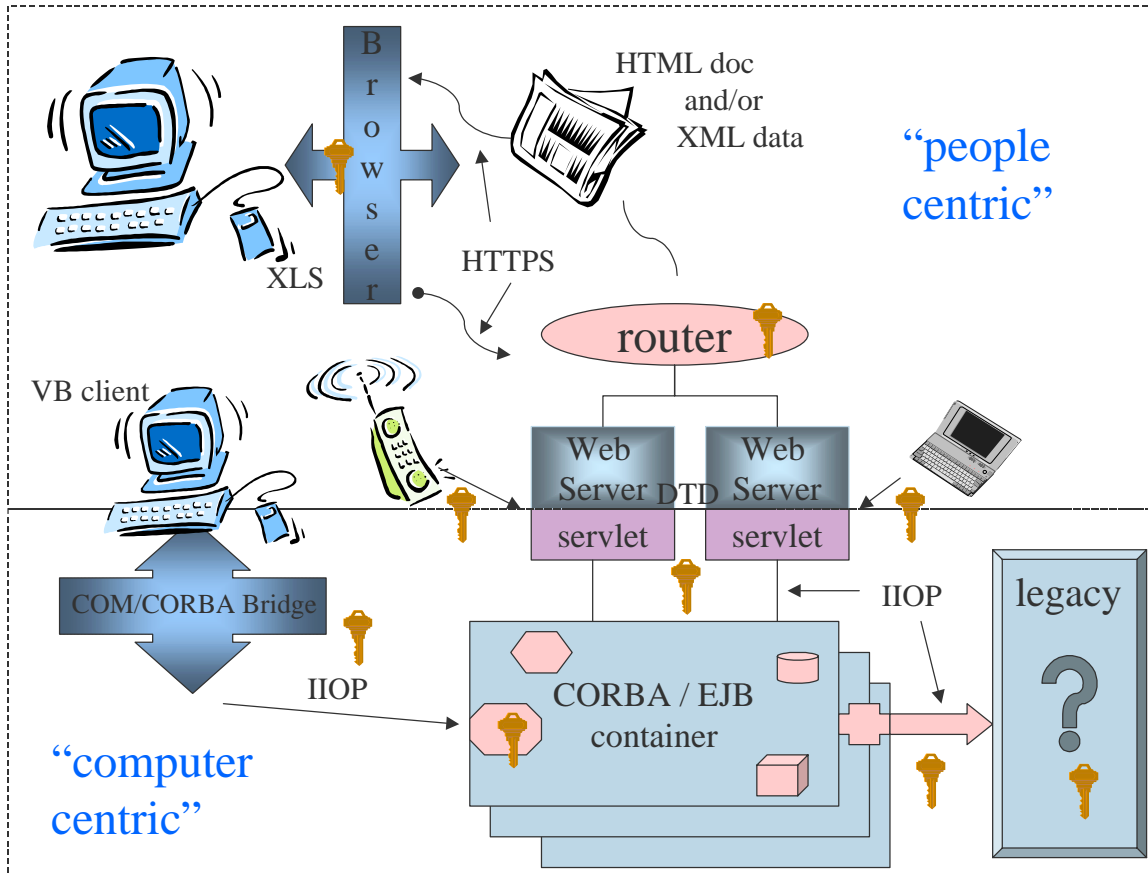 Browser
HTML doc
and/or
XML data
“people
centric”
HTTPS
XLS
router
VB client
Web
Server
DTD
Web
Server
servlet
servlet
COM/CORBA Bridge
IIOP
IIOP
legacy
?
CORBA / EJB
container
“computer
centric”